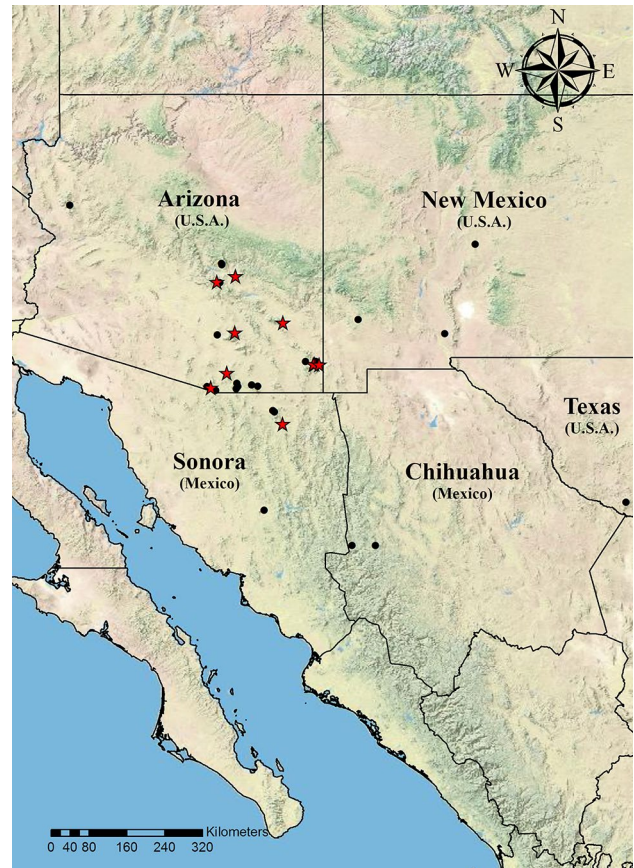 N
W E
S
Arizona
(U.S.A.)
New Mexico
(U.S.A.)
Texas
(U.S.A.)
Sonora
(Mexico)
Chihuahua
(Mexico)
Kilometers
0 40 80 160 240 320